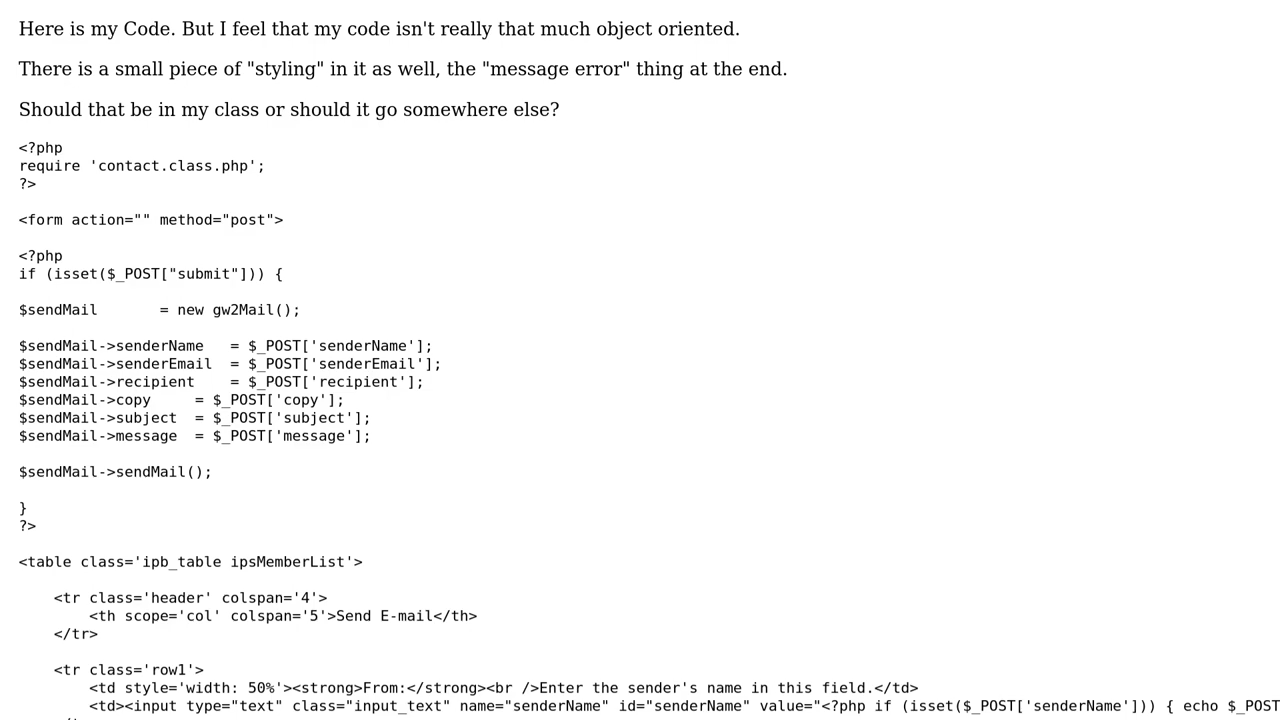 Here is my Code. But I feel that my code isn't really that much object oriented.
There is a small piece of "styling" in it as well, the "message error" thing at the end.
Should that be in my class or should it go somewhere else?
<?php
require 'contact.class.php';
?>
<form action="" method="post">
<?php
if (isset($_POST["submit"])) {
$sendMail       = new gw2Mail();
$sendMail->senderName   = $_POST['senderName'];
$sendMail->senderEmail  = $_POST['senderEmail'];
$sendMail->recipient    = $_POST['recipient'];
$sendMail->copy     = $_POST['copy'];
$sendMail->subject  = $_POST['subject'];
$sendMail->message  = $_POST['message'];
$sendMail->sendMail();
}
?>
<table class='ipb_table ipsMemberList'>
    <tr class='header' colspan='4'>
        <th scope='col' colspan='5'>Send E-mail</th>
    </tr>
    <tr class='row1'>
        <td style='width: 50%'><strong>From:</strong><br />Enter the sender's name in this field.</td>
        <td><input type="text" class="input_text" name="senderName" id="senderName" value="<?php if (isset($_POST['senderName'])) { echo $_POST